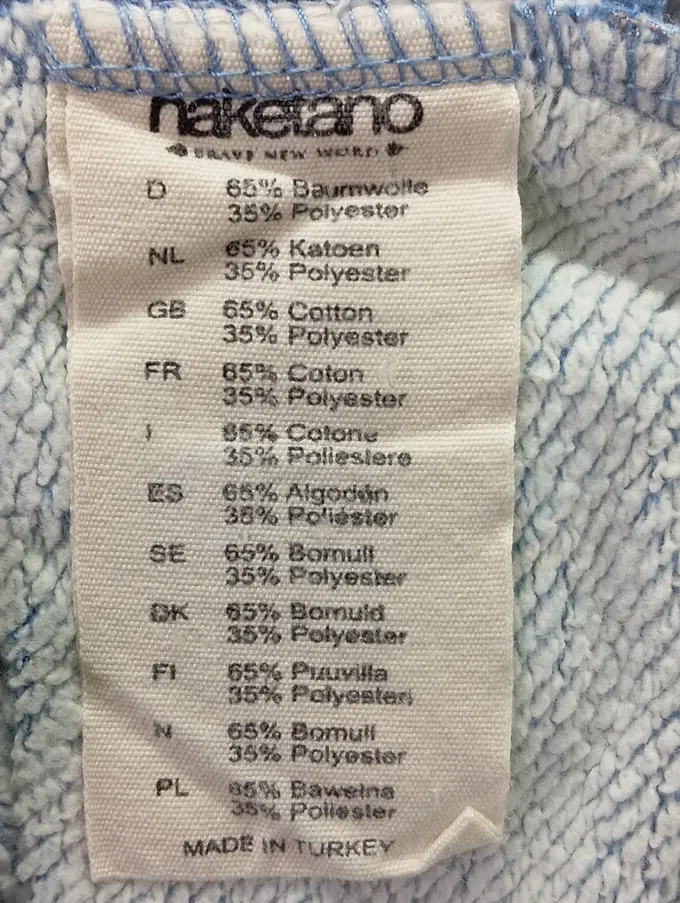 naketano
BRAVE NEW WORD
D 65% Baumwolle
35% Polyester
NL 65% Katoen
35% Polyester
GB 65% Cotton
35% Polyester
FR 65% Coton
35% Polyester
I 65% Cotone
35% Poliestere
ES 65% Algodón
35% Poliéster
SE 65% Bomull
35% Polyester
DK 65% Bomuld
35% Polyester
FI 65% Puuvilla
35% Polyesteri
N 65% Bomull
35% Polyester
PL 65% Bawełna
35% Poliester
MADE IN TURKEY